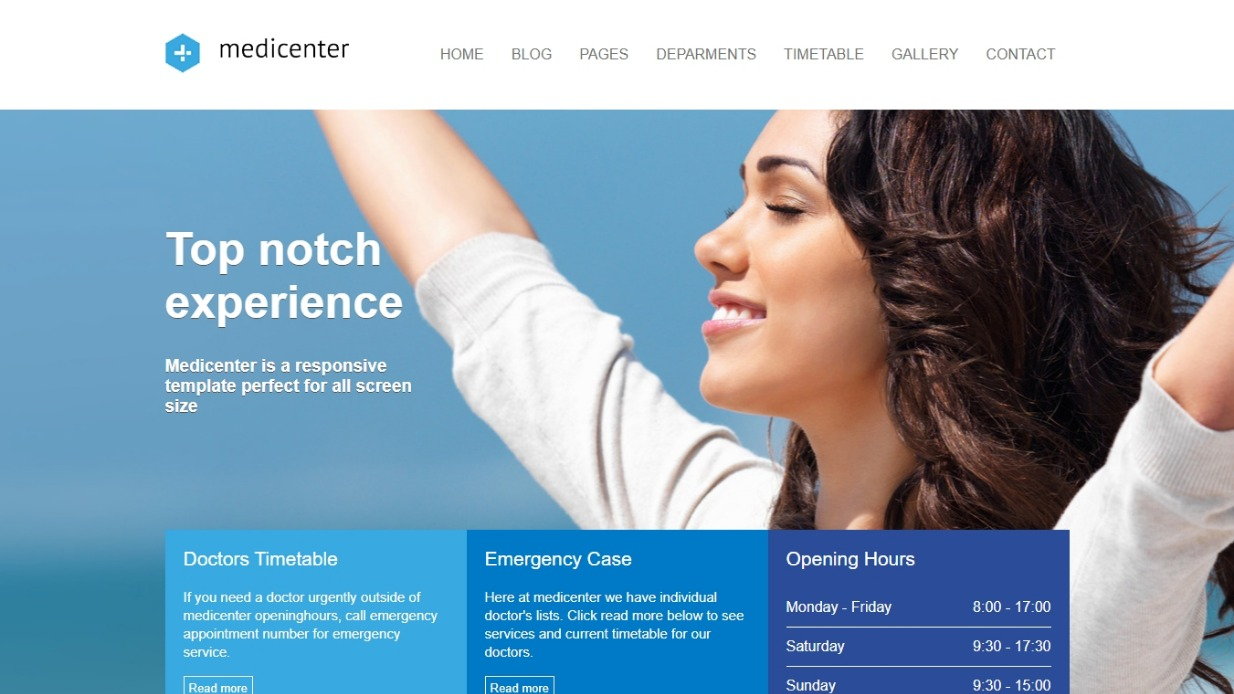 medicenter
HOME BLOG PAGES DEPARMENTS TIMETABLE GALLERY CONTACT
Top notch
experience
Medicenter is a responsive
template perfect for all screen
size
Doctors Timetable
If you need a doctor urgently outside of
medicenter openinghours, call emergency
appointment number for emergency
service.
Read more
Emergency Case
Here at medicenter we have individual
doctor's lists. Click read more below to see
services and current timetable for our
doctors.
Read more
Opening Hours
Monday - Friday 8:00 - 17:00
Saturday 9:30 - 17:30
Sunday 9:30 - 15:00